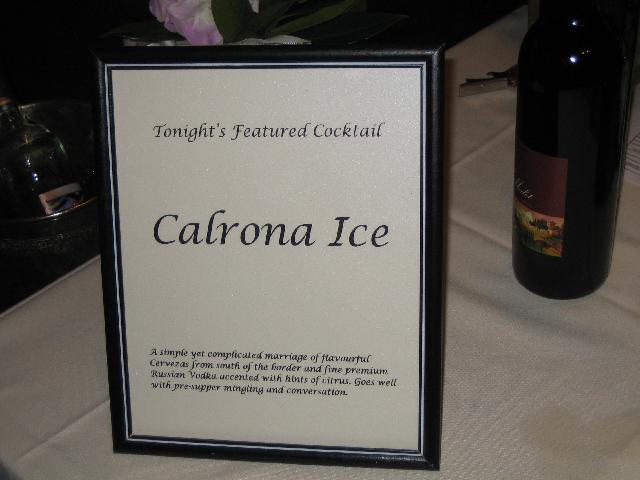 Tonight's Featured Cocktail
Calrona Ice
A simple yet complicated marriage of flavourful
Cervezas from south of the border and fine premium
Russian Vodka accented with hints of citrus. Goes well
with pre-supper mingling and conversation.